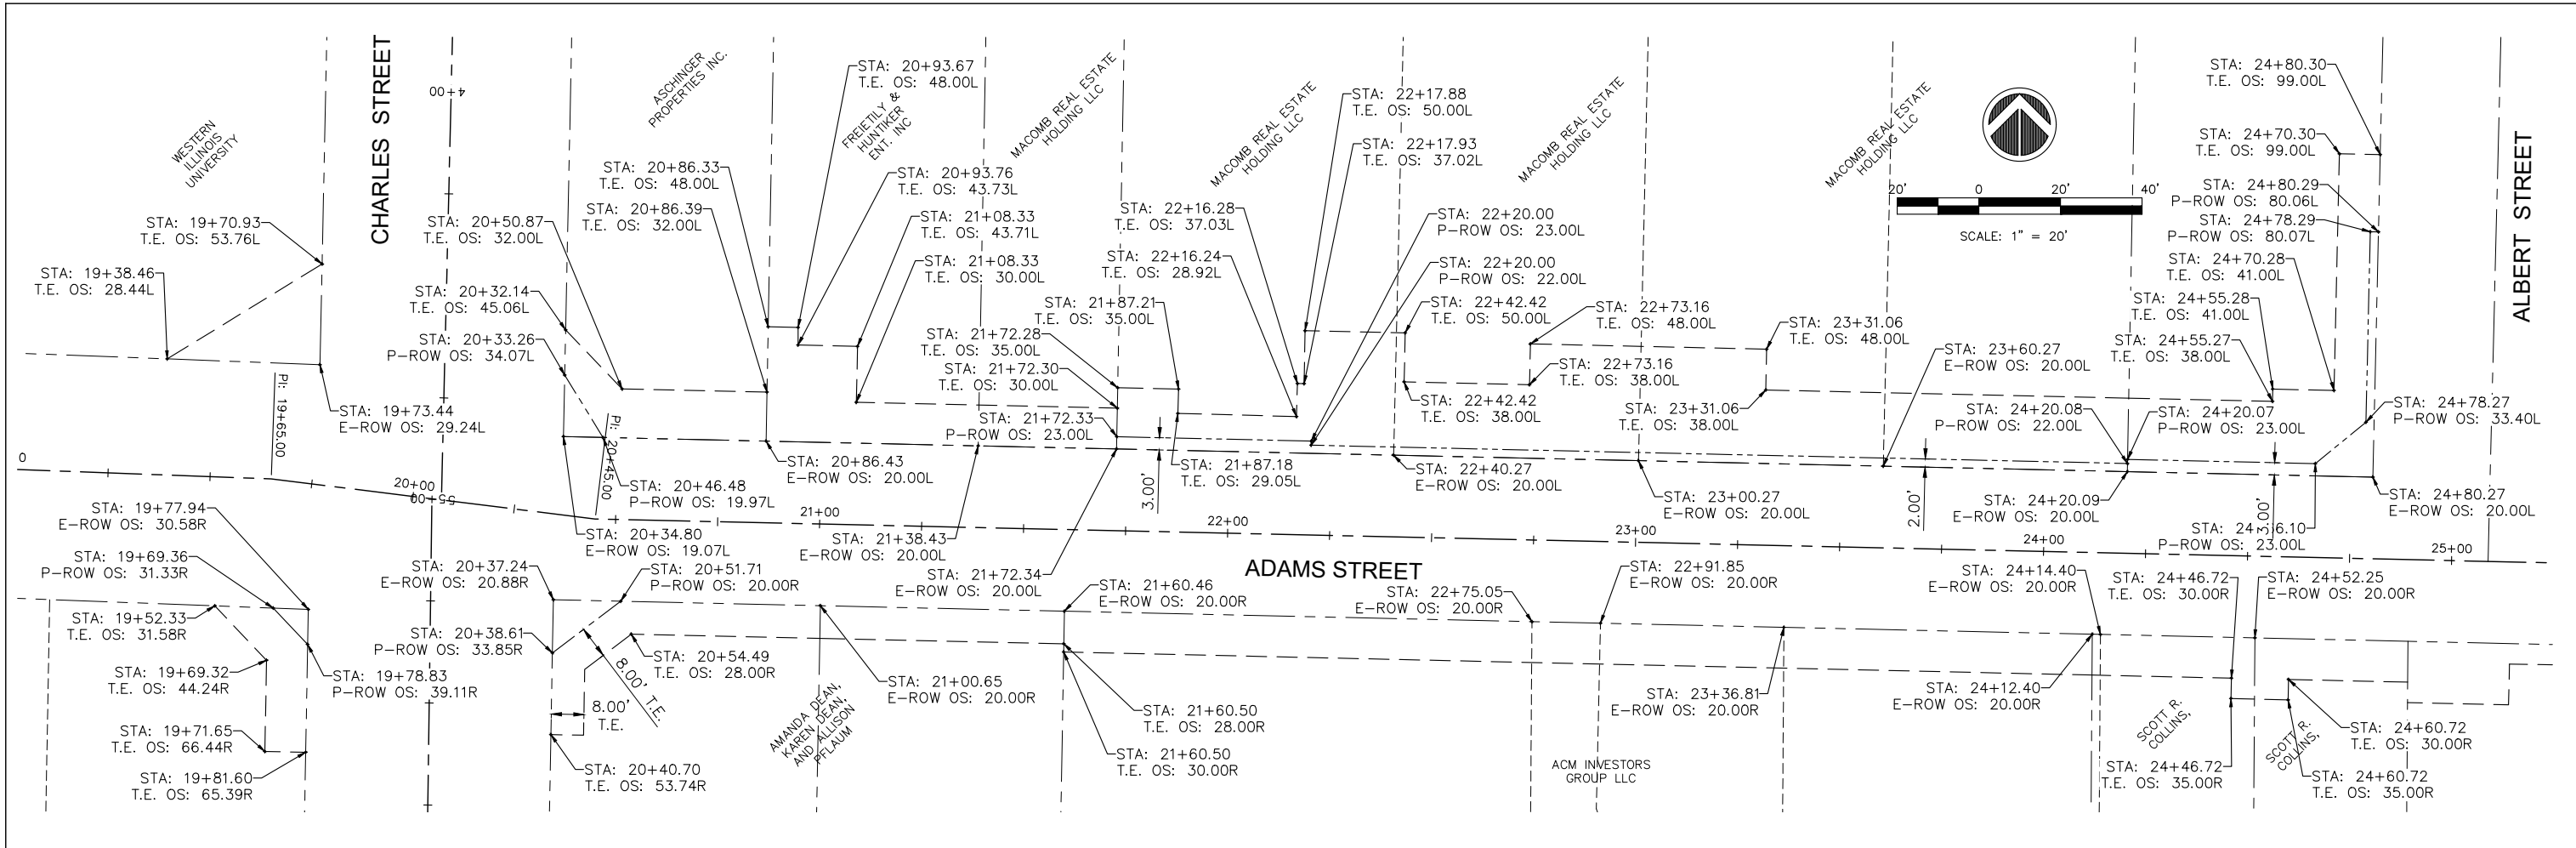 WESTERN
ILLINOIS
UNIVERSITY
CHARLES STREET
4+00
ASCHINGER
PROPERTIES INC.
STA: 20+93.67
T.E. OS: 48.00L
FREIETILY &
HUNTIKER
ENT. INC
MACOMB REAL ESTATE
HOLDING LLC
MACOMB REAL ESTATE
HOLDING LLC
STA: 22+17.88
T.E. OS: 50.00L
STA: 22+17.93
T.E. OS: 37.02L
MACOMB REAL ESTATE
HOLDING LLC
MACOMB REAL ESTATE
HOLDING LLC
20' 0 20' 40'
SCALE: 1" = 20'
STA: 24+80.30
T.E. OS: 99.00L
STA: 24+70.30
T.E. OS: 99.00L
STA: 24+80.29
P-ROW OS: 80.06L
STA: 24+78.29
P-ROW OS: 80.07L
STA: 24+70.28
T.E. OS: 41.00L
STA: 24+55.28
T.E. OS: 41.00L
STA: 24+55.27
T.E. OS: 38.00L
ALBERT STREET
STA: 19+70.93
T.E. OS: 53.76L
STA: 19+38.46
T.E. OS: 28.44L
STA: 20+50.87
T.E. OS: 32.00L
STA: 20+86.33
T.E. OS: 48.00L
STA: 20+86.39
T.E. OS: 32.00L
STA: 20+93.76
T.E. OS: 43.73L
STA: 21+08.33
T.E. OS: 43.71L
STA: 21+08.33
T.E. OS: 30.00L
STA: 22+16.28
T.E. OS: 37.03L
STA: 22+16.24
T.E. OS: 28.92L
STA: 22+20.00
P-ROW OS: 23.00L
STA: 22+20.00
P-ROW OS: 22.00L
STA: 20+32.14
T.E. OS: 45.06L
STA: 20+33.26
P-ROW OS: 34.07L
STA: 21+87.21
T.E. OS: 35.00L
STA: 21+72.28
T.E. OS: 35.00L
STA: 21+72.30
T.E. OS: 30.00L
STA: 21+72.33
P-ROW OS: 23.00L
STA: 22+42.42
T.E. OS: 50.00L
STA: 22+73.16
T.E. OS: 48.00L
STA: 22+73.16
T.E. OS: 38.00L
STA: 22+42.42
T.E. OS: 38.00L
STA: 23+31.06
T.E. OS: 48.00L
STA: 23+31.06
T.E. OS: 38.00L
STA: 23+60.27
E-ROW OS: 20.00L
STA: 24+20.08
P-ROW OS: 22.00L
STA: 24+20.07
P-ROW OS: 23.00L
STA: 24+78.27
P-ROW OS: 33.40L
PI: 19+65.00
STA: 19+73.44
E-ROW OS: 29.24L
PI: 20+45.00
STA: 20+46.48
P-ROW OS: 19.97L
STA: 20+86.43
E-ROW OS: 20.00L
3.00'
STA: 21+87.18
T.E. OS: 29.05L
STA: 22+40.27
E-ROW OS: 20.00L
STA: 23+00.27
E-ROW OS: 20.00L
2.00'
STA: 24+20.09
E-ROW OS: 20.00L
3.00'
P-ROW OS: 23.00L
STA: 24+80.27
E-ROW OS: 20.00L
0
20+00
21+00
22+00
23+00
24+00
25+00
STA: 20+34.80
E-ROW OS: 19.07L
STA: 21+38.43
E-ROW OS: 20.00L
STA: 21+72.34
E-ROW OS: 20.00L
ADAMS STREET
STA: 19+77.94
E-ROW OS: 30.58R
STA: 19+69.36
P-ROW OS: 31.33R
STA: 19+52.33
T.E. OS: 31.58R
STA: 19+69.32
T.E. OS: 44.24R
STA: 19+78.83
P-ROW OS: 39.11R
STA: 19+71.65
T.E. OS: 66.44R
STA: 19+81.60
T.E. OS: 65.39R
STA: 20+37.24
E-ROW OS: 20.88R
STA: 20+51.71
P-ROW OS: 20.00R
STA: 20+38.61
P-ROW OS: 33.85R
STA: 20+54.49
T.E. OS: 28.00R
8.00' T.E.
8.00'
T.E.
STA: 20+40.70
T.E. OS: 53.74R
AMANDA DEAN,
KAREN DEAN,
AND ALLISON
PFLAUM
STA: 21+00.65
E-ROW OS: 20.00R
STA: 21+60.46
E-ROW OS: 20.00R
STA: 21+60.50
T.E. OS: 28.00R
STA: 21+60.50
T.E. OS: 30.00R
STA: 22+75.05
E-ROW OS: 20.00R
STA: 22+91.85
E-ROW OS: 20.00R
ACM INVESTORS
GROUP LLC
STA: 23+36.81
E-ROW OS: 20.00R
STA: 24+14.40
E-ROW OS: 20.00R
STA: 24+12.40
E-ROW OS: 20.00R
STA: 24+46.72
T.E. OS: 30.00R
STA: 24+52.25
E-ROW OS: 20.00R
SCOTT R.
COLLINS,
SCOTT R.
COLLINS,
STA: 24+46.72
T.E. OS: 35.00R
STA: 24+60.72
T.E. OS: 30.00R
STA: 24+60.72
T.E. OS: 35.00R